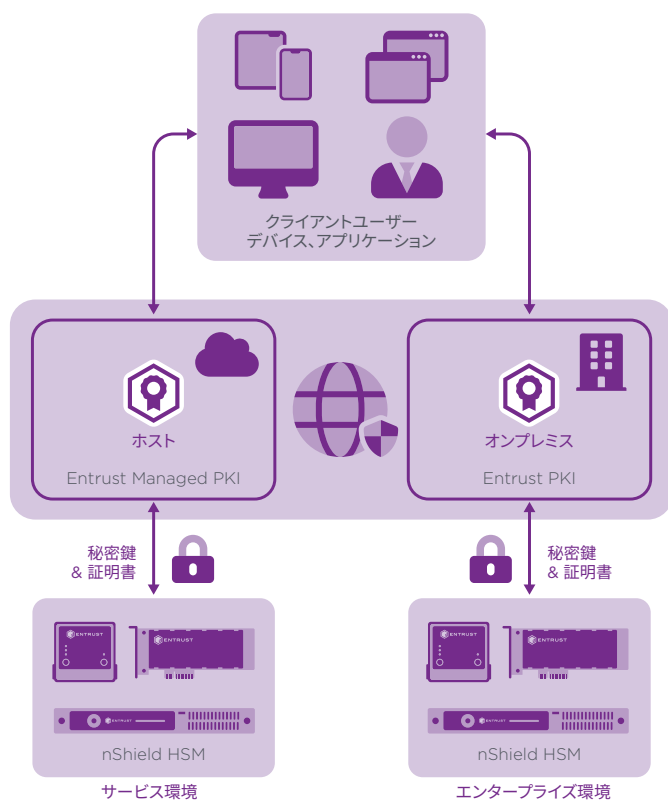 クライアントユーザー
デバイス、アプリケーション
ホスト
Entrust Managed PKI
オンプレミス
Entrust PKI
秘密鍵
& 証明書
秘密鍵
& 証明書
ENTRUST
ENTRUST
ENTRUST
nShield HSM
サービス環境
ENTRUST
ENTRUST
ENTRUST
nShield HSM
エンタープライズ環境